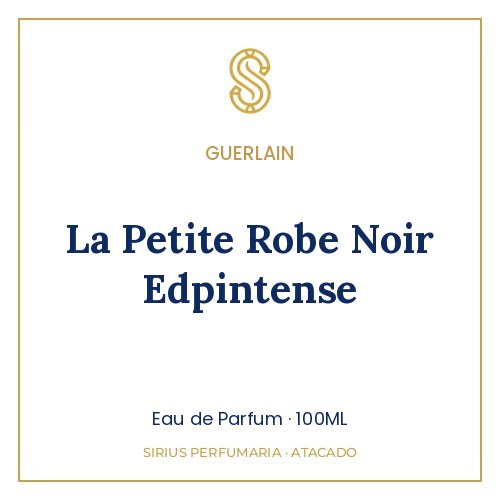 GUERLAIN
La Petite Robe Noir
Edpintense
Eau de Parfum · 100ML
SIRIUS PERFUMARIA · ATACADO